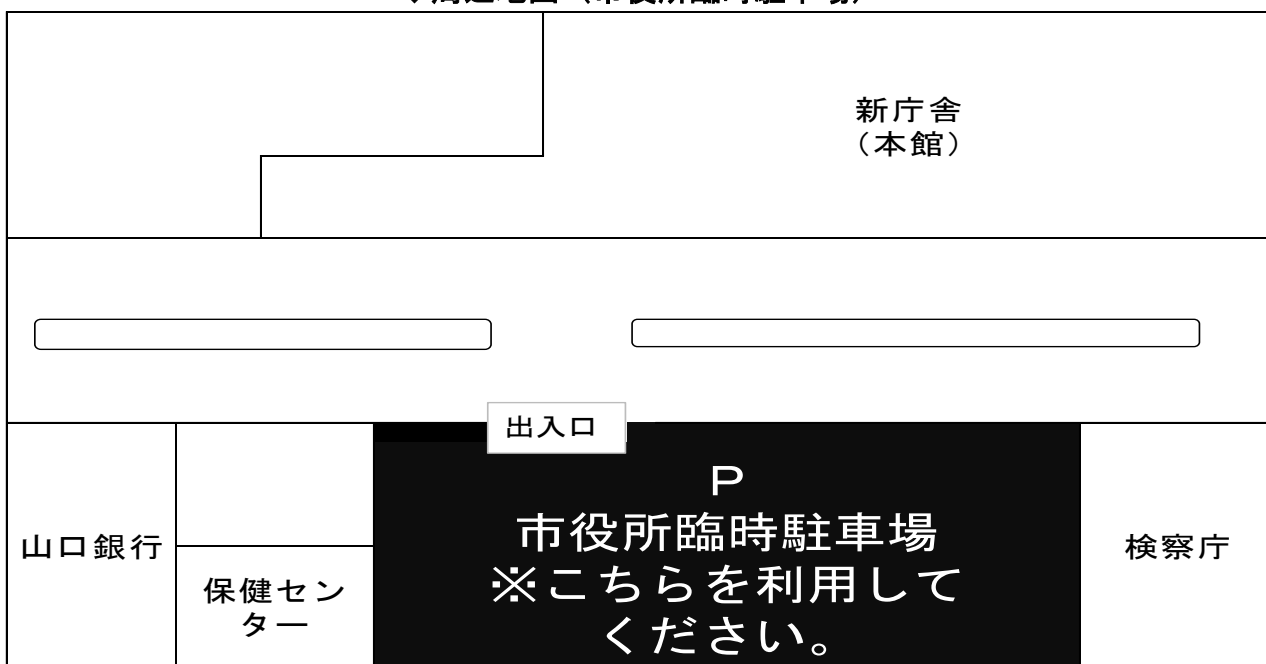 新庁舎
（本館）
出入口
P
市役所臨時駐車場
※こちらを利用して
ください。
山口銀行
保健セン
ター
検察庁